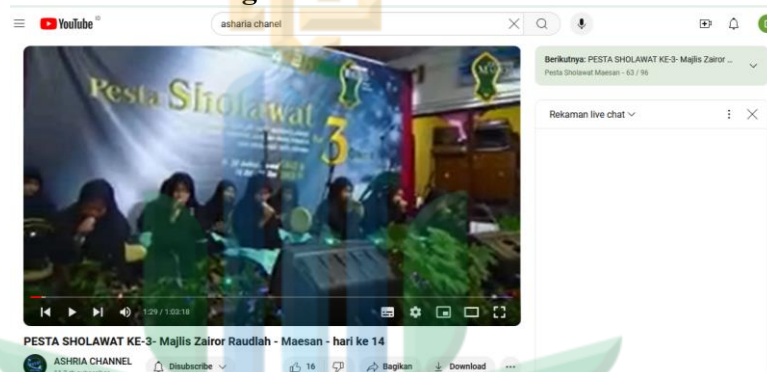 YouTube ID
asharia chanel
Pesta Sholawat
3
1:29 / 1:03:18
PESTA SHOLAWAT KE-3- Majlis Zairor Raudlah - Maesan - hari ke 14
ASHRIA CHANNEL
Disubscribe
16
Bagikan
Download
Berikutnya: PESTA SHOLAWAT KE-3- Majlis Zairor ...
Pesta Sholawat Maesan - 63 / 96
Rekaman live chat